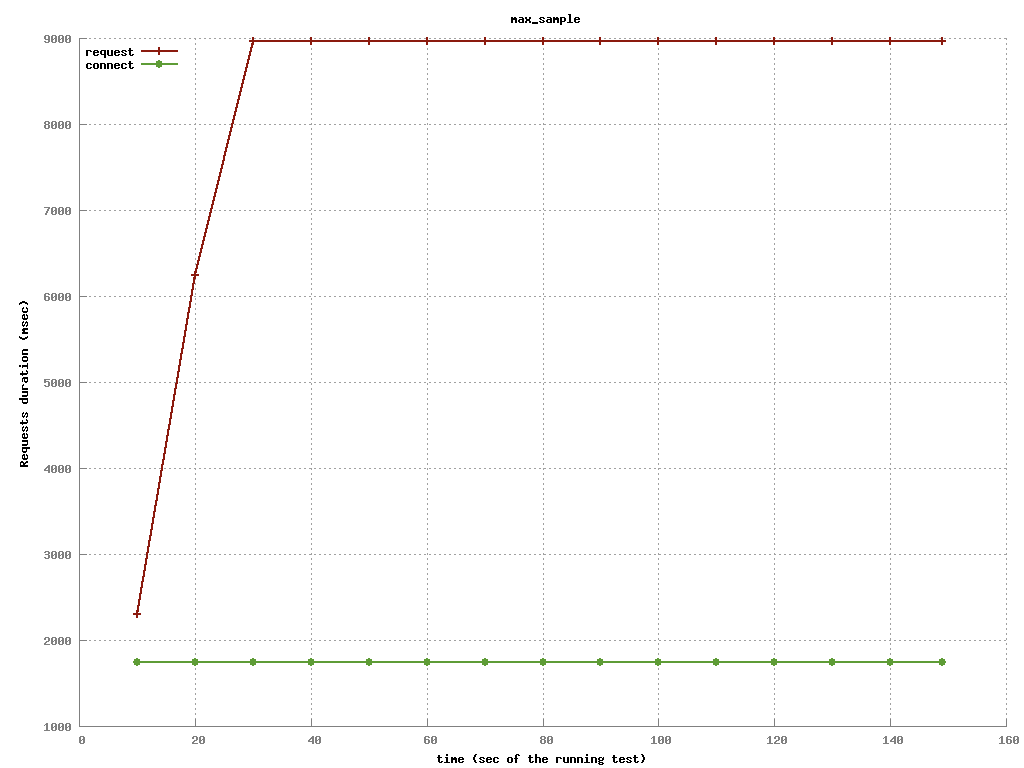 max_sample
request
connect
9000
8000
7000
6000
5000
4000
3000
2000
1000
Requests duration (msec)
0 20 40 60 80 100 120 140 160
time (sec of the running test)